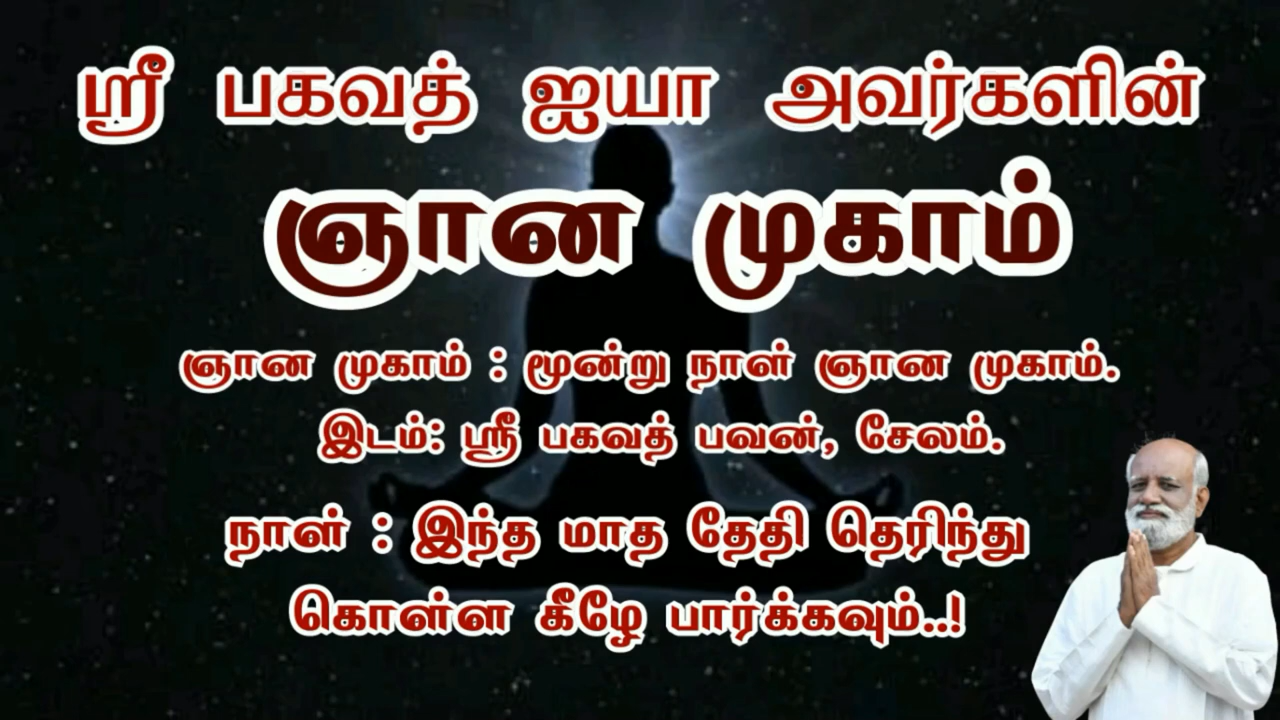 ஸ்ரீ பகவத் ஐயா அவர்களின்
ஞான முகாம்
ஞான முகாம் : மூன்று நாள் ஞான முகாம்.
இடம்: ஸ்ரீ பகவத் பவன், சேலம்.
நாள் : இந்த மாத தேதி தெரிந்து
கொள்ள கீழே பார்க்கவும்..!